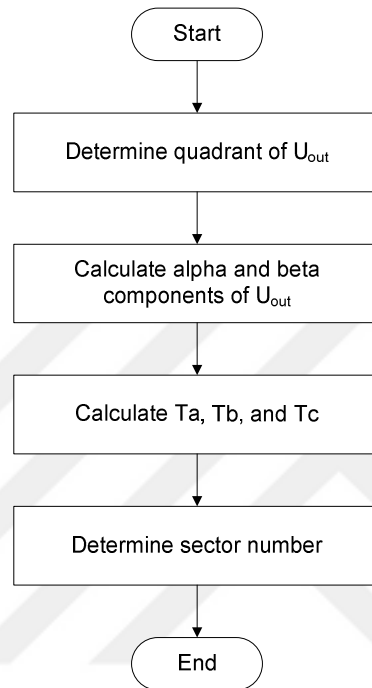 Start
Determine quadrant of Uout
Calculate alpha and beta
components of Uout
Calculate Ta, Tb, and Tc
Determine sector number
End